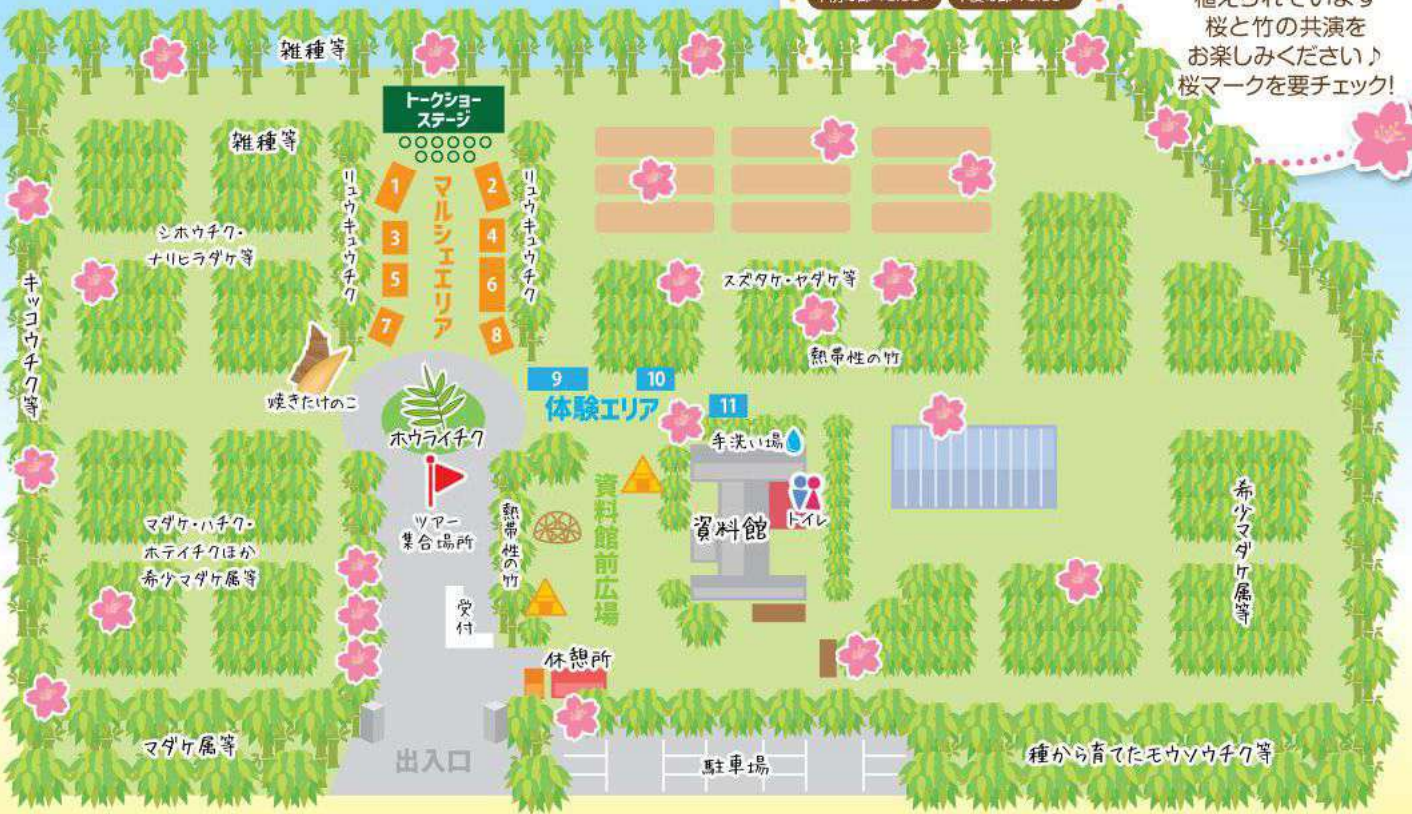 桜と竹の共演を
お楽しみください♪
桜マークを要チェック!
雑種等
トークショー
ステージ
雑種等
リュウキュウチク
1
2
3
4
5
6
7
8
マルシェエリア
リュウキュウチク
シホウチク・
ナリヒラダケ等
キッコウチク等
スズタケ・ヤダケ等
熱帯性の竹
焼きたけのこ
ホウライチク
9
10
11
体験エリア
手洗い場
ツアー
集合場所
熱帯性の竹
資料館前広場
資料館
トイレ
マダケ・ハチク・
ホテイチクほか
希少マダケ属等
希少マダケ属等
受付
休憩所
マダケ属等
出入口
駐車場
種から育てたモウソウチク等